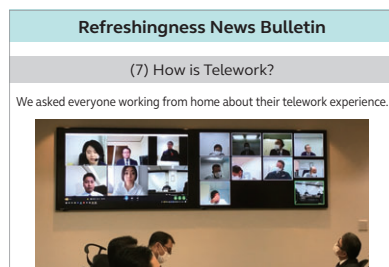 Refreshingness News Bulletin
(7) How is Telework?
We asked everyone working from home about their telework experience.